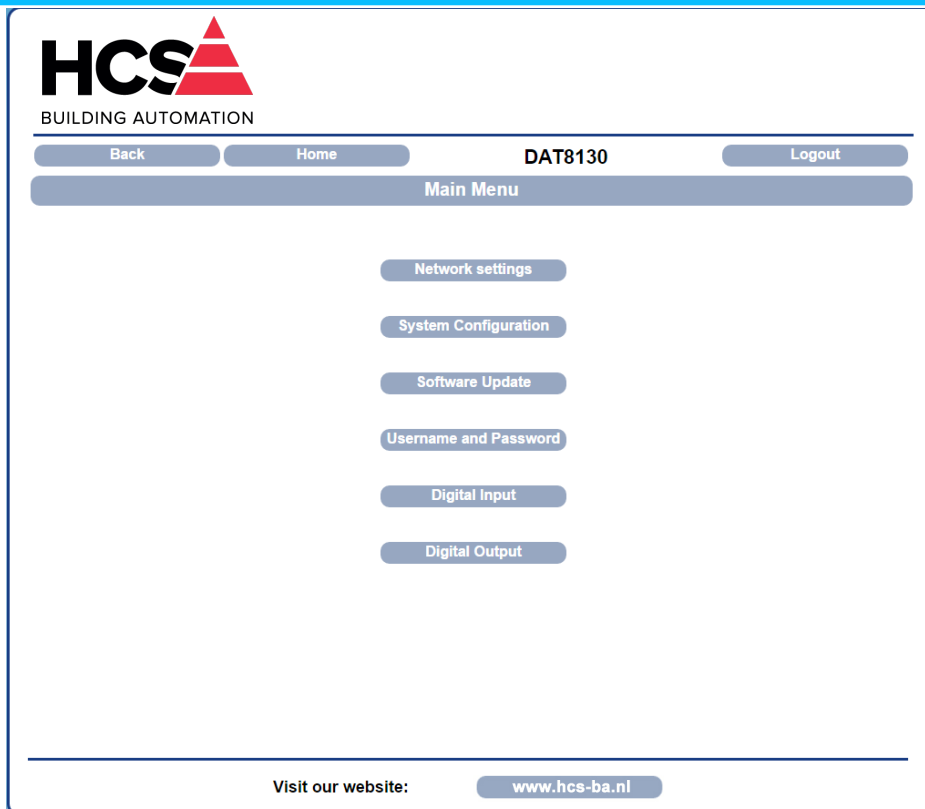 HCS
BUILDING AUTOMATION
Back Home DAT8130 Logout
Main Menu
Network settings
System Configuration
Software Update
Username and Password
Digital Input
Digital Output
Visit our website: www.hcs-ba.nl